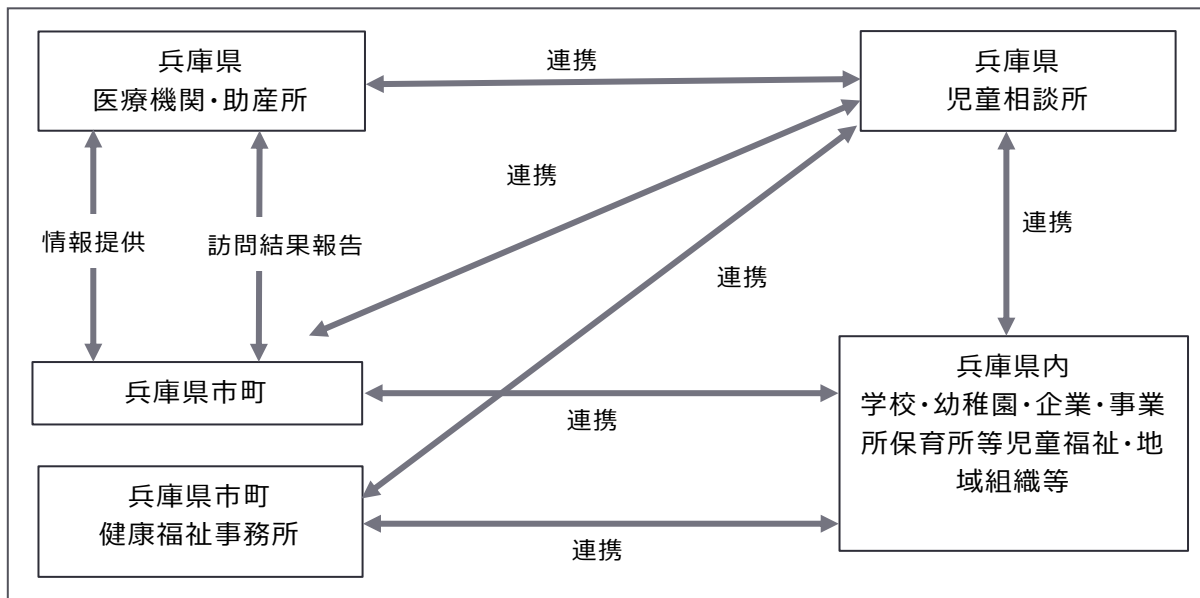 兵庫県
医療機関・助産所
連携
兵庫県
児童相談所
連携
連携
連携
情報提供
訪問結果報告
兵庫県市町
連携
兵庫県内
学校・幼稚園・企業・事業
所保育所等児童福祉・地
域組織等
兵庫県市町
健康福祉事務所
連携